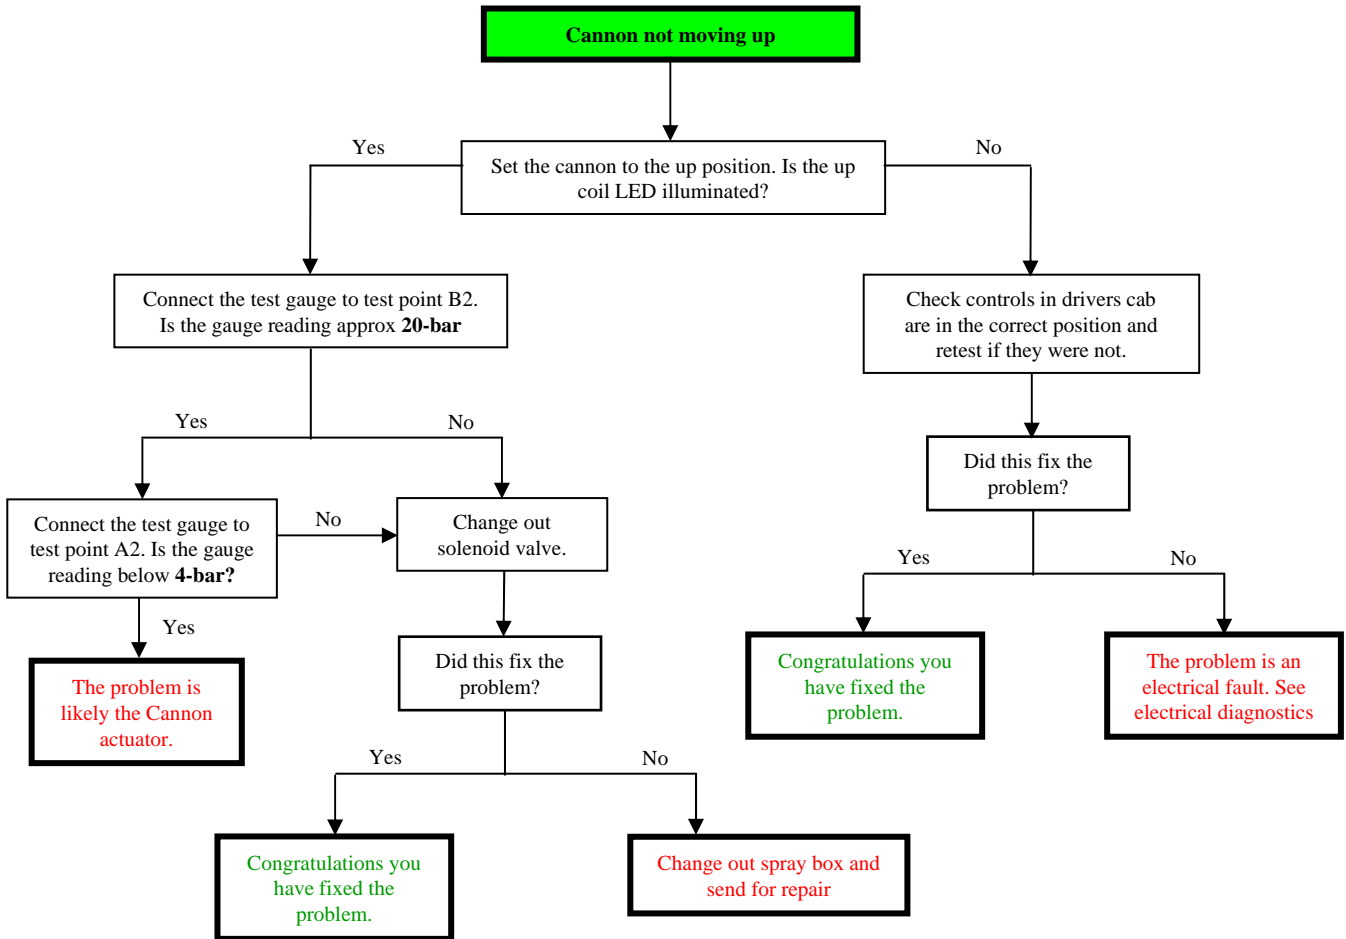 Cannon not moving up
Yes
No
Set the cannon to the up position. Is the up
coil LED illuminated?
Connect the test gauge to test point B2.
Is the gauge reading approx 20-bar
Check controls in drivers cab
are in the correct position and
retest if they were not.
Yes
No
Did this fix the
problem?
Connect the test gauge to
test point A2. Is the gauge
reading below 4-bar?
No
Change out
solenoid valve.
Yes
No
Yes
Did this fix the
problem?
Congratulations you
have fixed the
problem.
The problem is an
electrical fault. See
electrical diagnostics
The problem is
likely the Cannon
actuator.
Yes
No
Congratulations you
have fixed the
problem.
Change out spray box and
send for repair